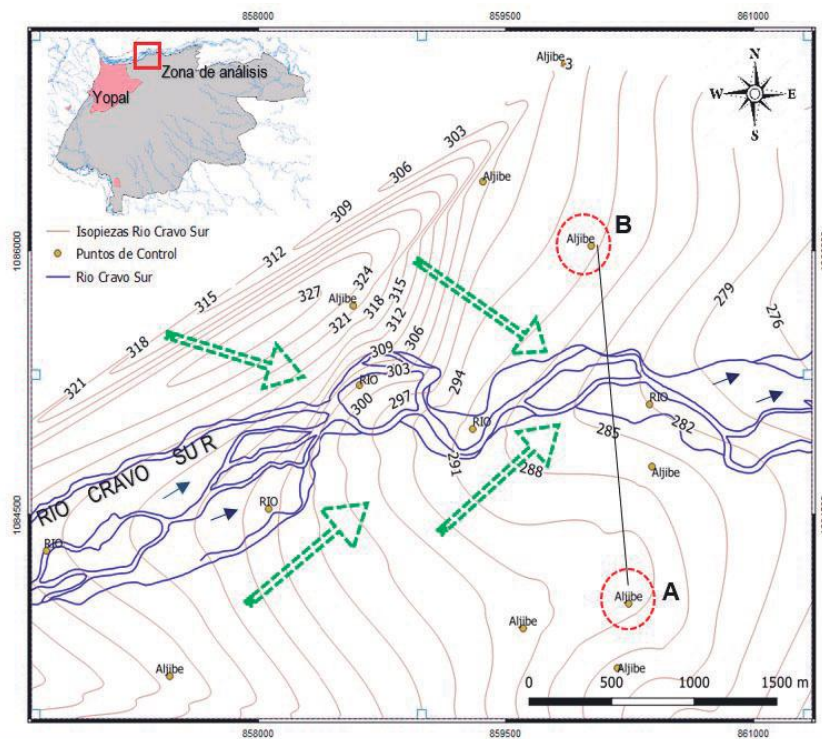 858000
859500
861000
1086000
1084500
Yopal
Zona de análisis
Isopiezas Rio Cravo Sur
Puntos de Control
Rio Cravo Sur
N
W
E
S
Aljibe
3
303
306
309
312
315
318
321
Aljibe
Aljibe
B
327
324
321
318
315
312
306
Aljibe
309
303
300
297
294
291
288
285
282
279
276
RIO
RIO
RIO
RIO CRAVO SUR
RIO
RIO
Aljibe
Aljibe
A
Aljibe
Aljibe
Aljibe
0
500
1000
1500 m
858000
859500
861000